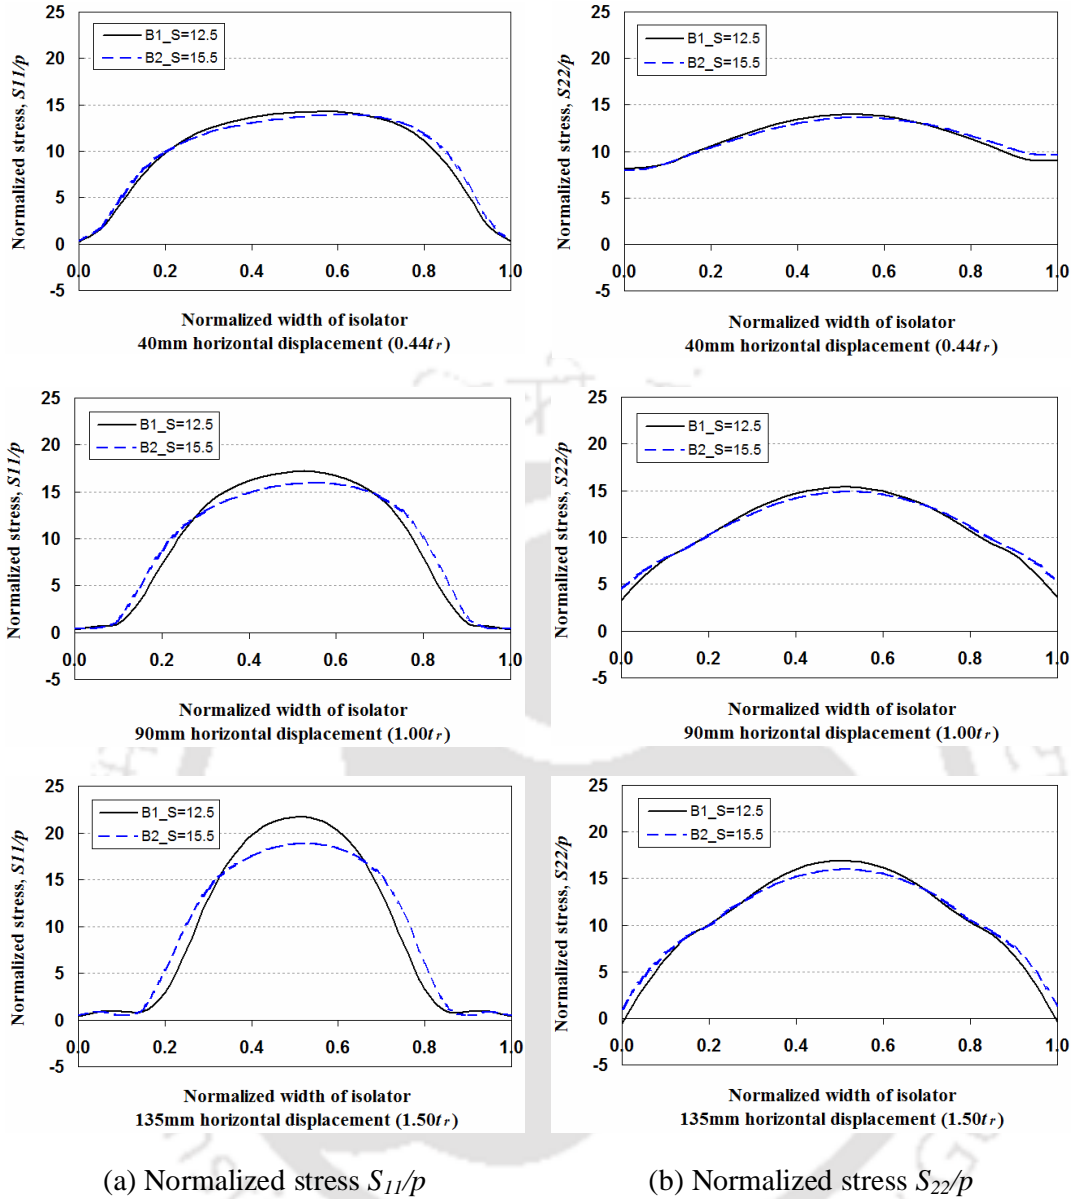 25
20
15
10
5
0
-5
Normalized stress, S11/p
B1_S=12.5
B2_S=15.5
0.0 0.2 0.4 0.6 0.8 1.0
Normalized width of isolator
40mm horizontal displacement (0.44tr)
25
20
15
10
5
0
-5
Normalized stress, S22/p
B1_S=12.5
B2_S=15.5
0.0 0.2 0.4 0.6 0.8 1.0
Normalized width of isolator
40mm horizontal displacement (0.44tr)
25
20
15
10
5
0
-5
Normalized stress, S11/p
B1_S=12.5
B2_S=15.5
0.0 0.2 0.4 0.6 0.8 1.0
Normalized width of isolator
90mm horizontal displacement (1.00tr)
25
20
15
10
5
0
-5
Normalized stress, S22/p
B1_S=12.5
B2_S=15.5
0.0 0.2 0.4 0.6 0.8 1.0
Normalized width of isolator
90mm horizontal displacement (1.00tr)
25
20
15
10
5
0
-5
Normalized stress, S11/p
B1_S=12.5
B2_S=15.5
0.0 0.2 0.4 0.6 0.8 1.0
Normalized width of isolator
135mm horizontal displacement (1.50tr)
25
20
15
10
5
0
-5
Normalized stress, S22/p
B1_S=12.5
B2_S=15.5
0.0 0.2 0.4 0.6 0.8 1.0
Normalized width of isolator
135mm horizontal displacement (1.50tr)
(a) Normalized stress S11/p
(b) Normalized stress S22/p